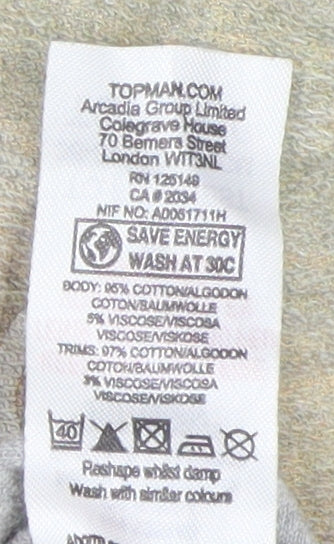 TOPMAN.COM
Arcadia Group Limited
Colegrave House
70 Berners Street
London W1T3NL
RN 125149
CA # 2034
NIF NO: A0051711H
SAVE ENERGY
WASH AT 30C
BODY: 95% COTTON/ALGODON
COTON/BAUMWOLLE
5% VISCOSE/VISCOSA
VISCOSE/VISKOSE
TRIMS: 97% COTTON/ALGODON
COTON/BAUMWOLLE
3% VISCOSE/VISCOSA
VISCOSE/VISKOSE
40
Reshape whilst damp
Wash with similar colours